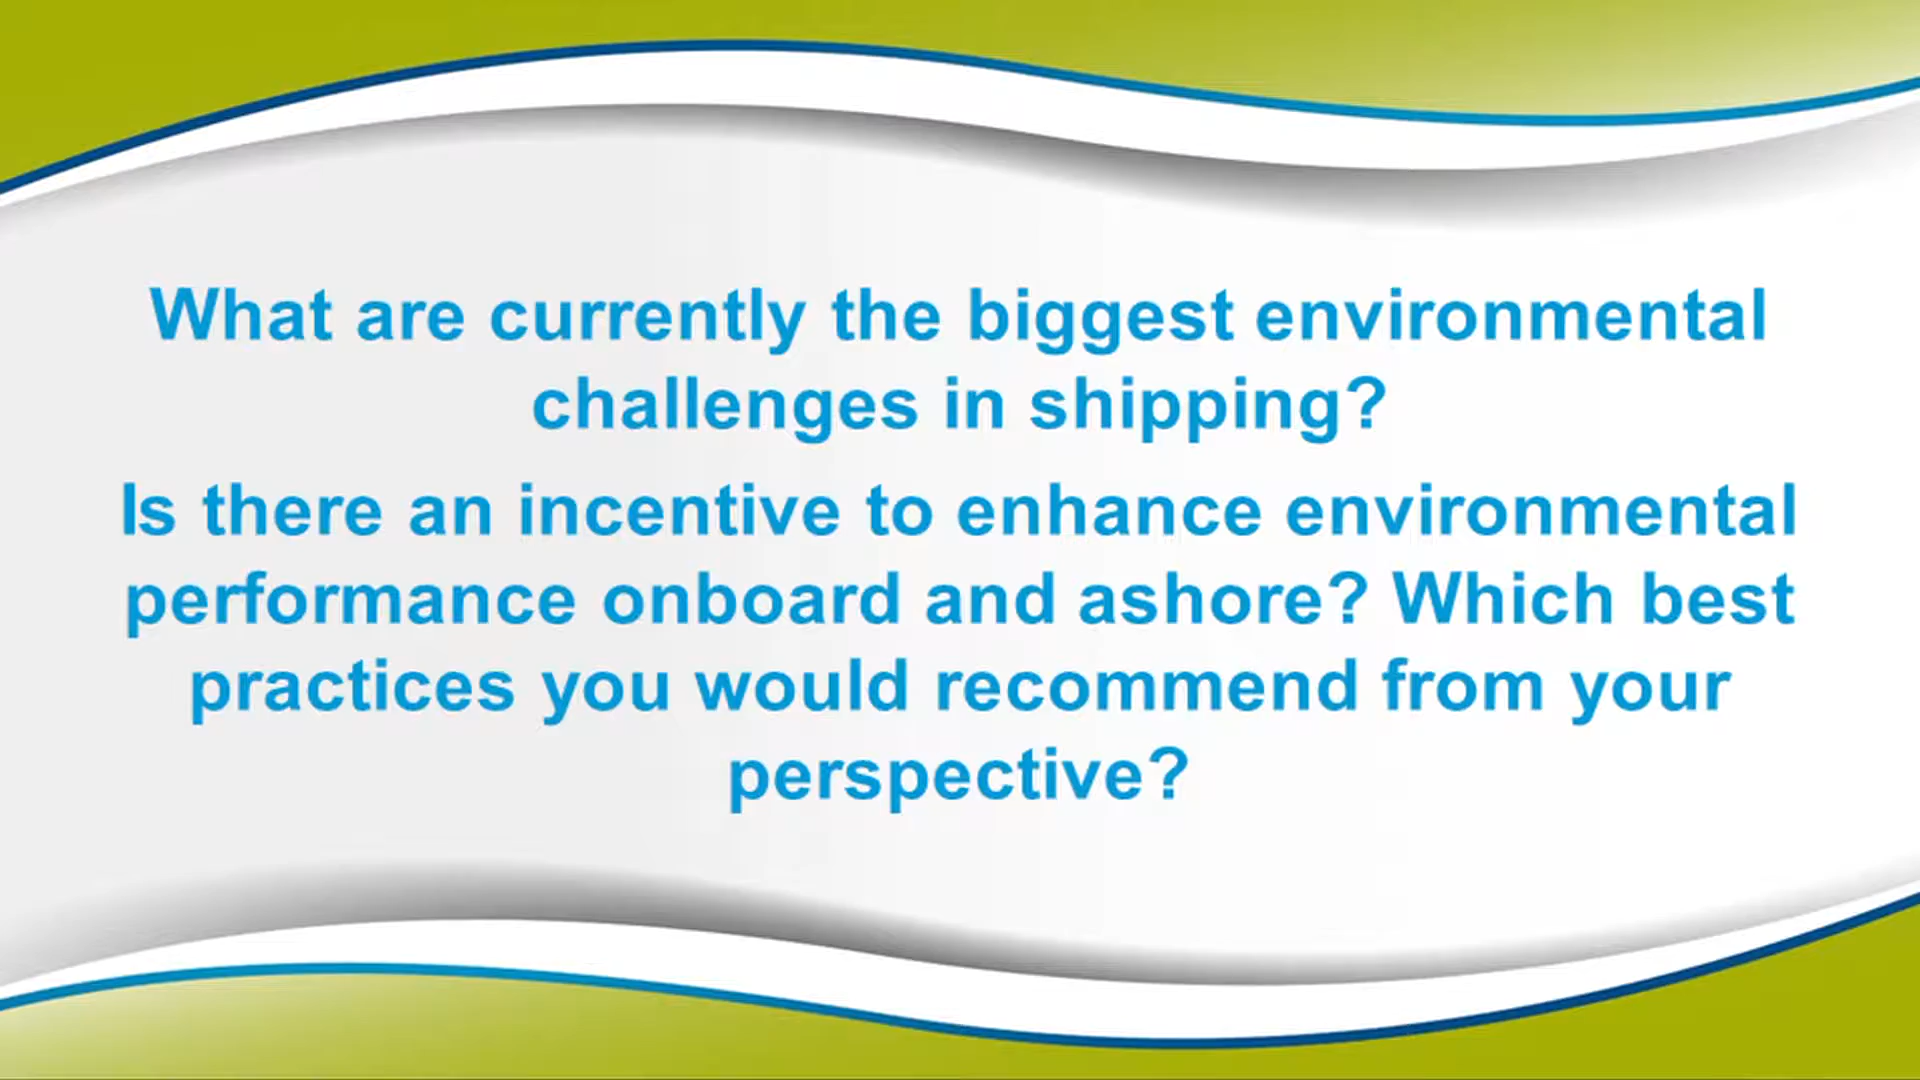 What are currently the biggest environmental
challenges in shipping?
Is there an incentive to enhance environmental
performance onboard and ashore? Which best
practices you would recommend from your
perspective?